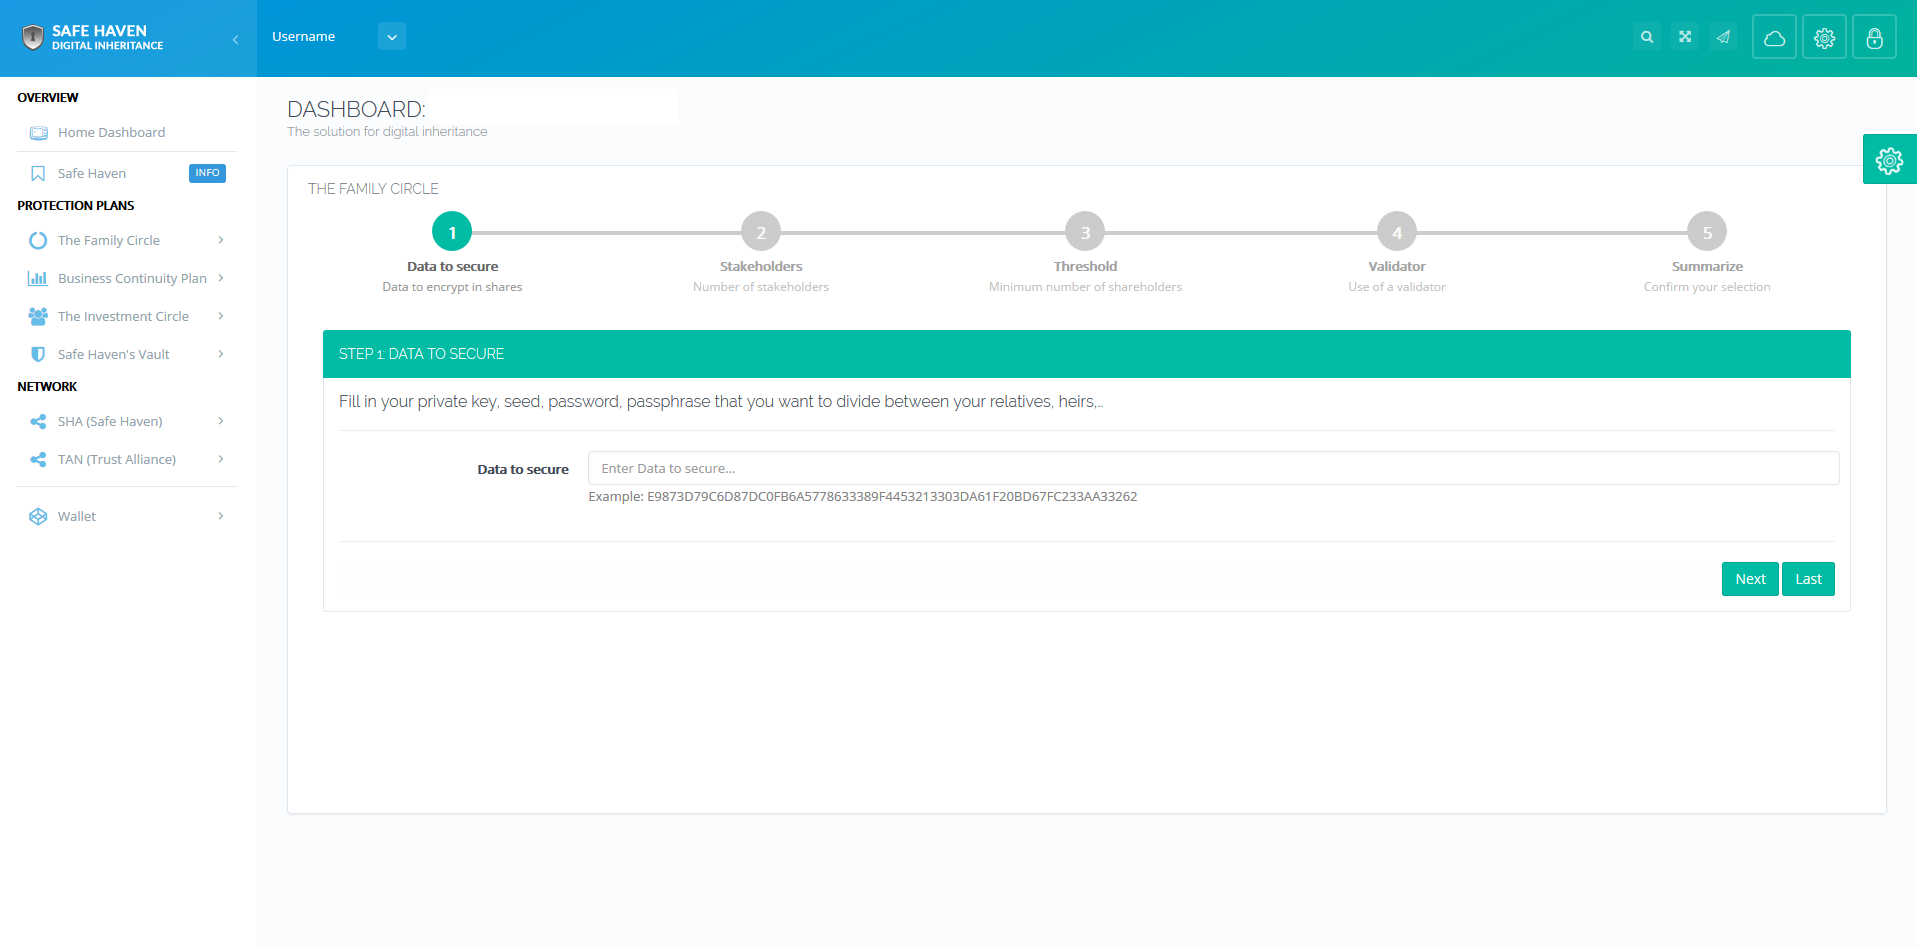 SAFE HAVEN
DIGITAL INHERITANCE
Username
OVERVIEW
Home Dashboard
Safe Haven INFO
PROTECTION PLANS
The Family Circle
Business Continuity Plan
The Investment Circle
Safe Haven's Vault
NETWORK
SHA (Safe Haven)
TAN (Trust Alliance)
Wallet
DASHBOARD:
The solution for digital inheritance
THE FAMILY CIRCLE
1 2 3 4 5
Data to secure Stakeholders Threshold Validator Summarize
Data to encrypt in shares Number of stakeholders Minimum number of shareholders Use of a validator Confirm your selection
STEP 1: DATA TO SECURE
Fill in your private key, seed, password, passphrase that you want to divide between your relatives, heirs,..
Data to secure Enter Data to secure...
Example: E9873D79C6D87DC0FB6A5778633389F4453213303DA61F20BD67FC233AA33262
Next Last